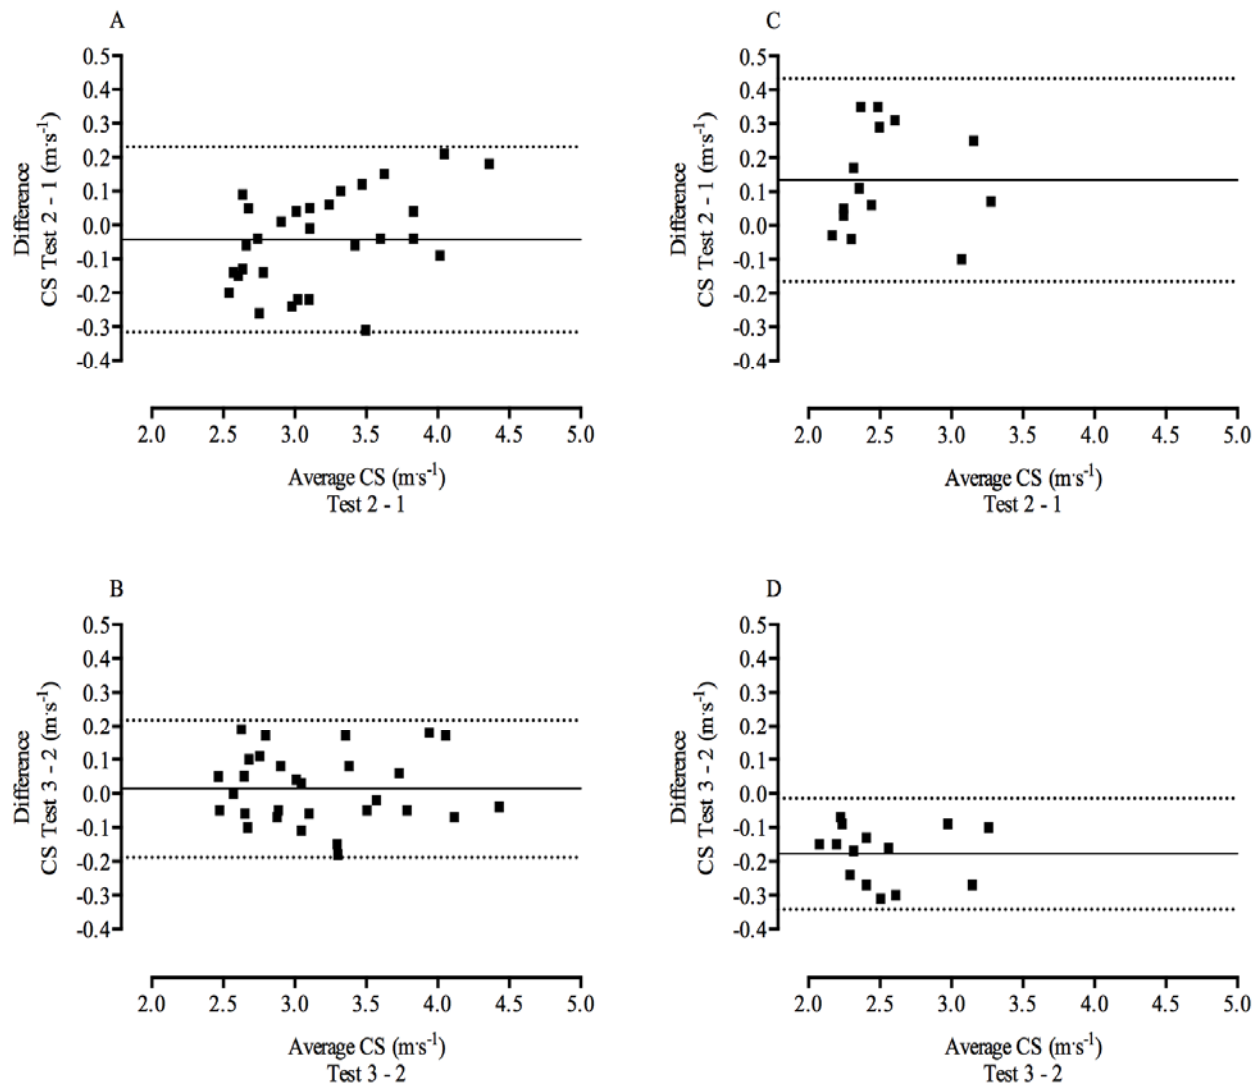 A
Difference
CS Test 2 - 1 (m·s⁻¹)
0.5
0.4
0.3
0.2
0.1
0.0
-0.1
-0.2
-0.3
-0.4
2.0 2.5 3.0 3.5 4.0 4.5 5.0
Average CS (m·s⁻¹)
Test 2 - 1
C
Difference
CS Test 2 - 1 (m·s⁻¹)
0.5
0.4
0.3
0.2
0.1
0.0
-0.1
-0.2
-0.3
-0.4
2.0 2.5 3.0 3.5 4.0 4.5 5.0
Average CS (m·s⁻¹)
Test 2 - 1
B
Difference
CS Test 3 - 2 (m·s⁻¹)
0.5
0.4
0.3
0.2
0.1
0.0
-0.1
-0.2
-0.3
-0.4
2.0 2.5 3.0 3.5 4.0 4.5 5.0
Average CS (m·s⁻¹)
Test 3 - 2
D
Difference
CS Test 3 - 2 (m·s⁻¹)
0.5
0.4
0.3
0.2
0.1
0.0
-0.1
-0.2
-0.3
-0.4
2.0 2.5 3.0 3.5 4.0 4.5 5.0
Average CS (m·s⁻¹)
Test 3 - 2